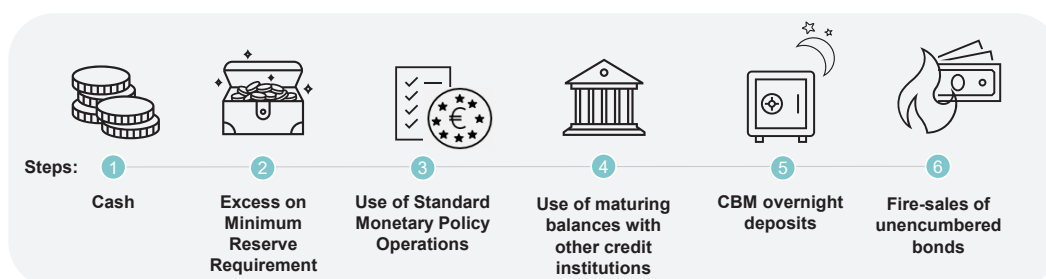 Steps:
1
2
3
4
5
6
Cash
Excess on
Minimum
Reserve
Requirement
Use of Standard
Monetary Policy
Operations
Use of maturing
balances with
other credit
institutions
CBM overnight
deposits
Fire-sales of
unencumbered
bonds
€